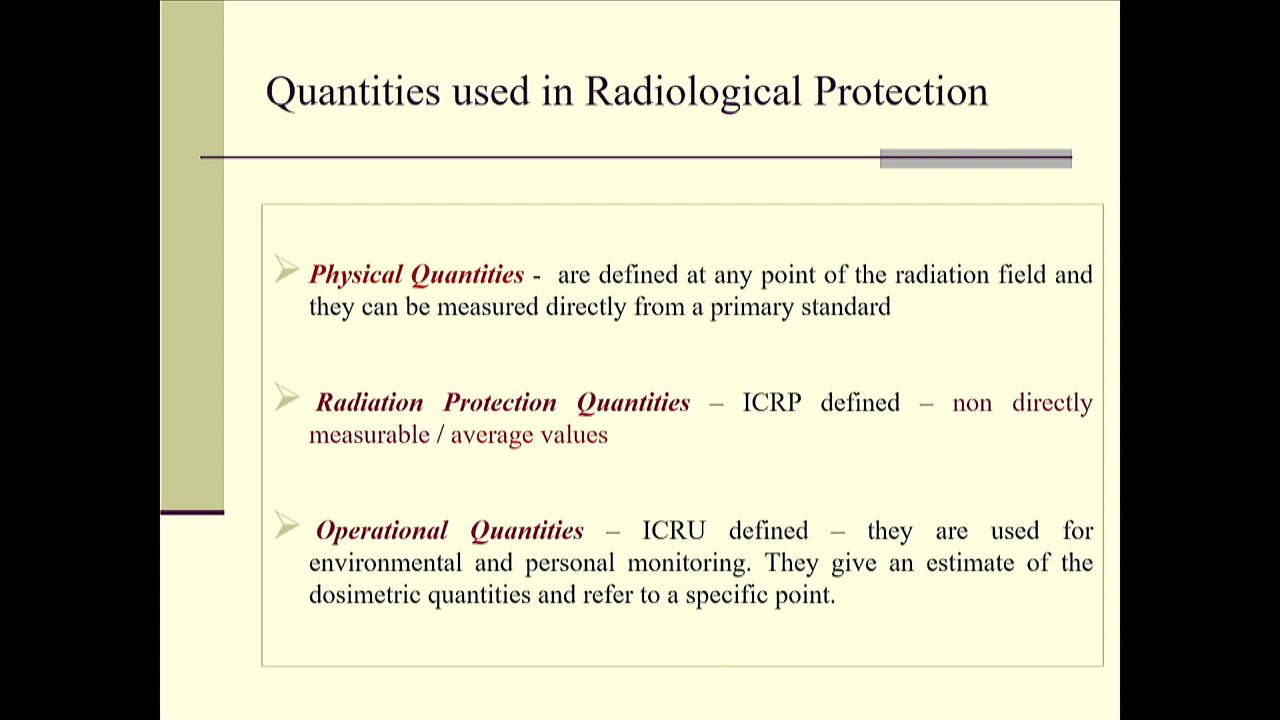 Quantities used in Radiological Protection
Physical Quantities - are defined at any point of the radiation field and
they can be measured directly from a primary standard
Radiation Protection Quantities – ICRP defined – non directly
measurable / average values
Operational Quantities – ICRU defined – they are used for
environmental and personal monitoring. They give an estimate of the
dosimetric quantities and refer to a specific point.